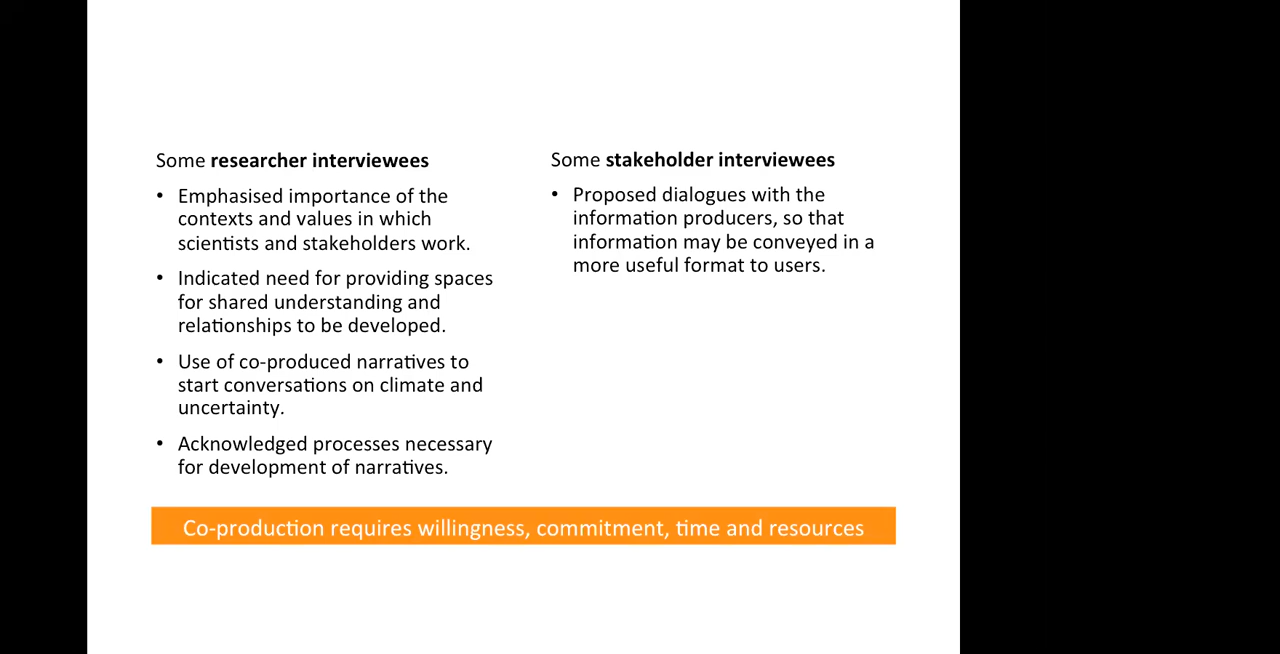 Some researcher interviewees
• Emphasised importance of the
contexts and values in which
scientists and stakeholders work.
• Indicated need for providing spaces
for shared understanding and
relationships to be developed.
• Use of co-produced narratives to
start conversations on climate and
uncertainty.
• Acknowledged processes necessary
for development of narratives.
Some stakeholder interviewees
• Proposed dialogues with the
information producers, so that
information may be conveyed in a
more useful format to users.
Co-production requires willingness, commitment, time and resources